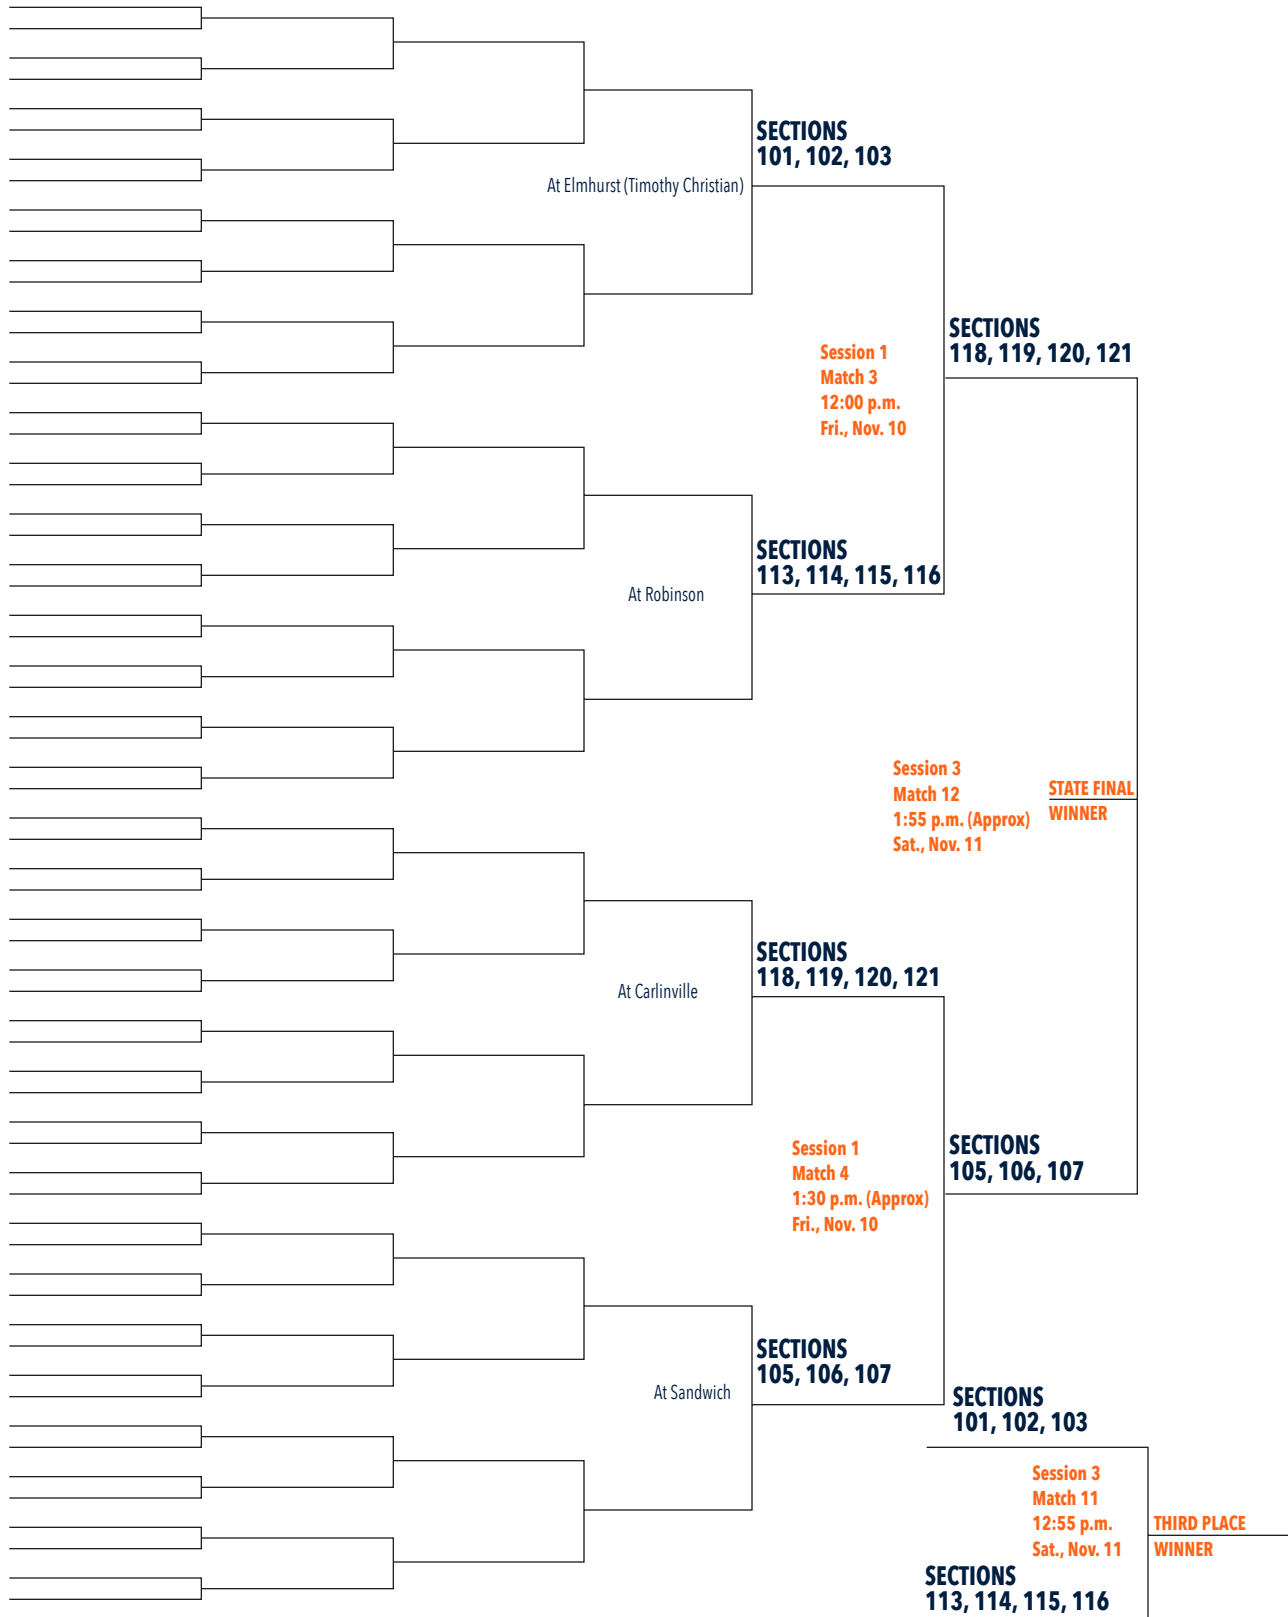 SECTIONS
101, 102, 103
At Elmhurst (Timothy Christian)
SECTIONS
118, 119, 120, 121
Session 1
Match 3
12:00 p.m.
Fri., Nov. 10
SECTIONS
113, 114, 115, 116
At Robinson
Session 3
Match 12
1:55 p.m. (Approx)
Sat., Nov. 11
STATE FINAL
WINNER
SECTIONS
118, 119, 120, 121
At Carlinville
Session 1
Match 4
1:30 p.m. (Approx)
Fri., Nov. 10
SECTIONS
105, 106, 107
SECTIONS
105, 106, 107
At Sandwich
SECTIONS
101, 102, 103
Session 3
Match 11
12:55 p.m.
Sat., Nov. 11
THIRD PLACE
WINNER
SECTIONS
113, 114, 115, 116